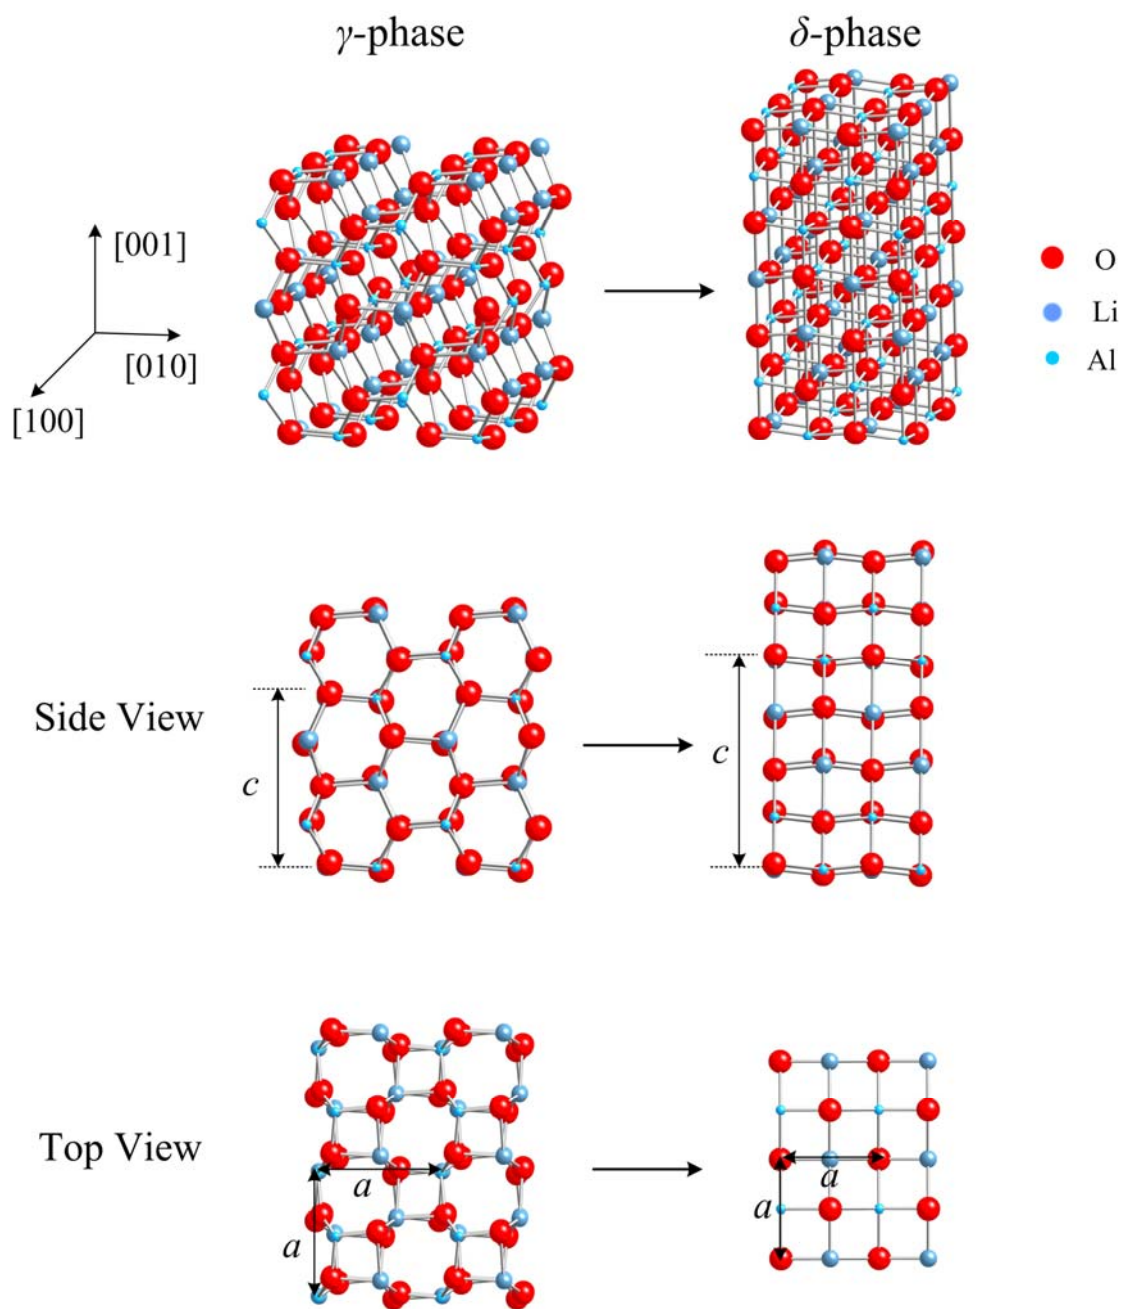 γ-phase
δ-phase
[001]
[010]
[100]
O
Li
Al
Side View
c
c
Top View
a
a
a
a